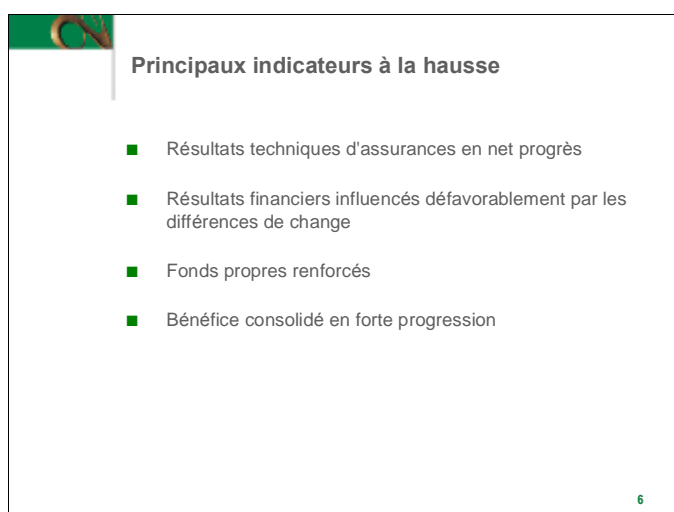 Principaux indicateurs à la hausse
■ Résultats techniques d'assurances en net progrès
■ Résultats financiers influencés défavorablement par les
différences de change
■ Fonds propres renforcés
■ Bénéfice consolidé en forte progression
6